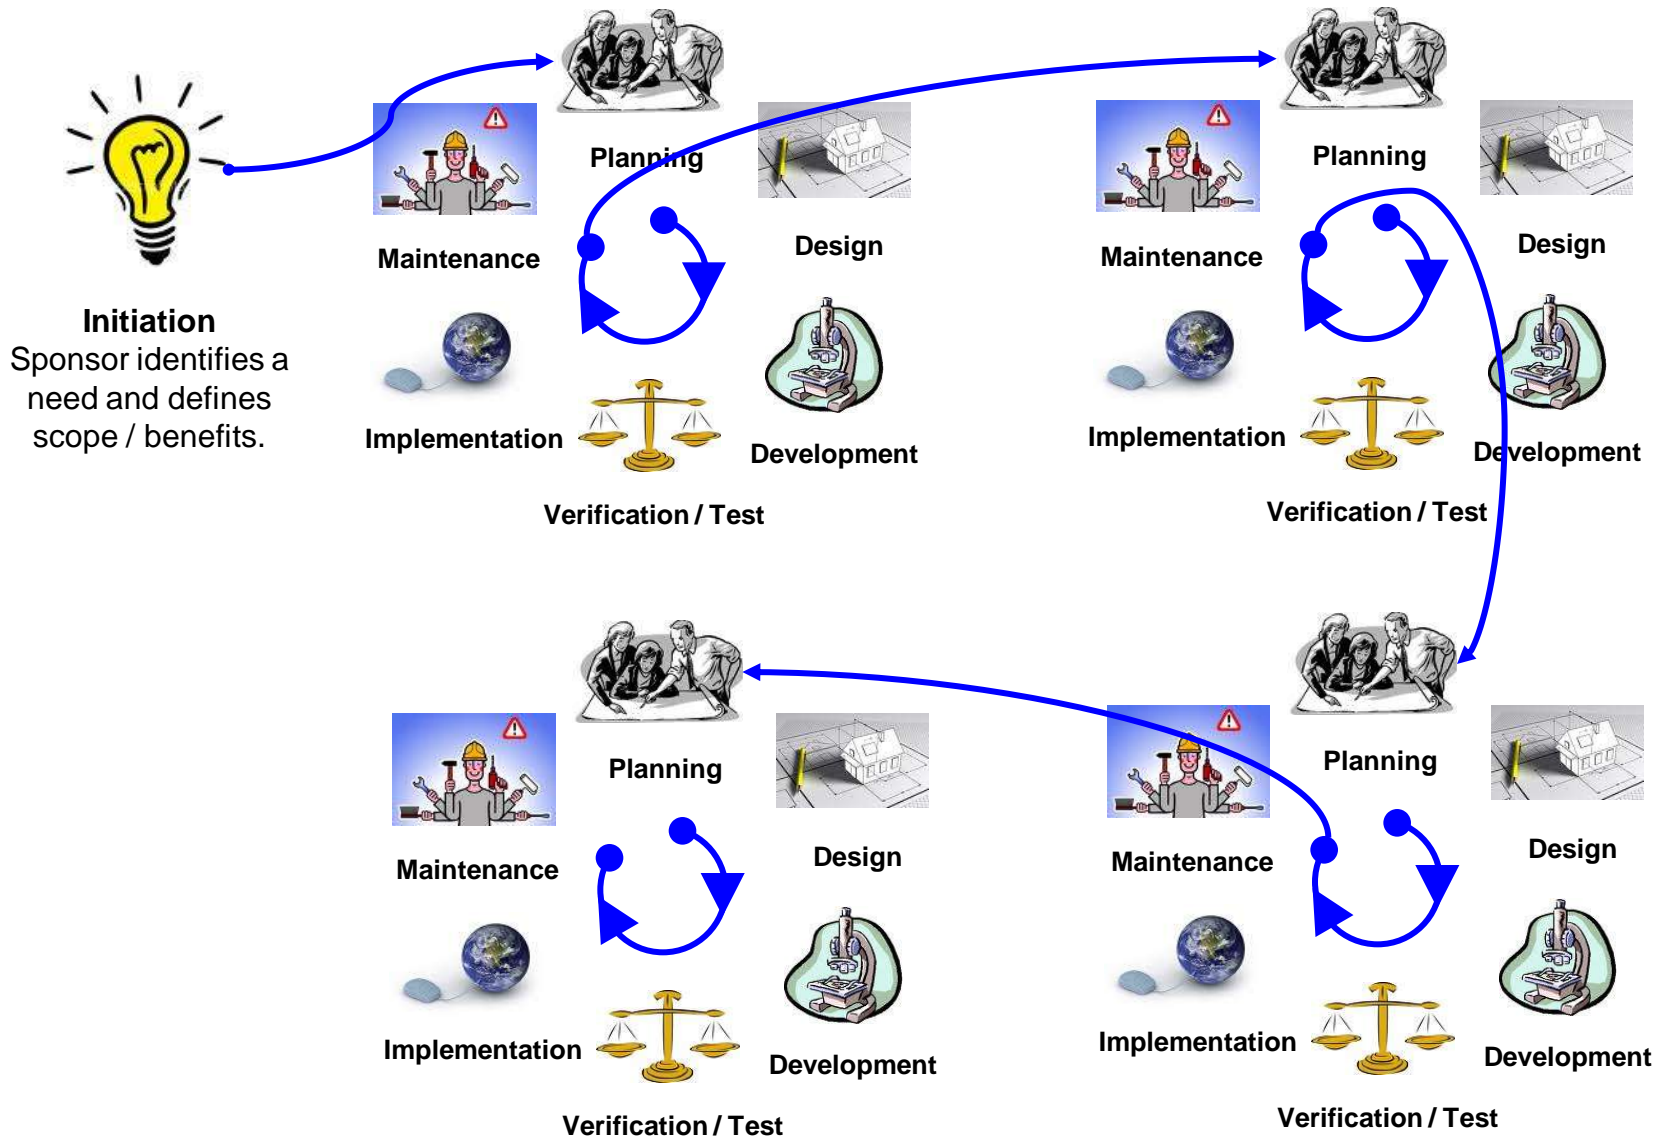 Initiation
Sponsor identifies a
need and defines
scope / benefits.
Planning
Maintenance
Design
Implementation
Development
Verification / Test
Planning
Maintenance
Design
Implementation
Development
Verification / Test
Planning
Maintenance
Design
Implementation
Development
Verification / Test
Planning
Maintenance
Design
Implementation
Development
Verification / Test